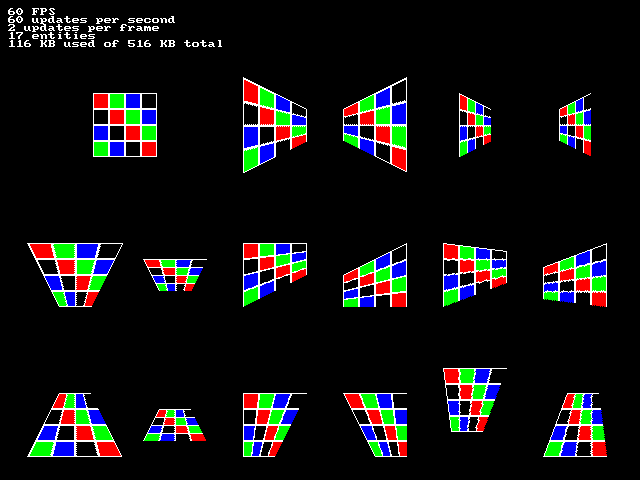 60 FPS
60 updates per second
2 updates per frame
17 entities
116 KB used of 516 KB total